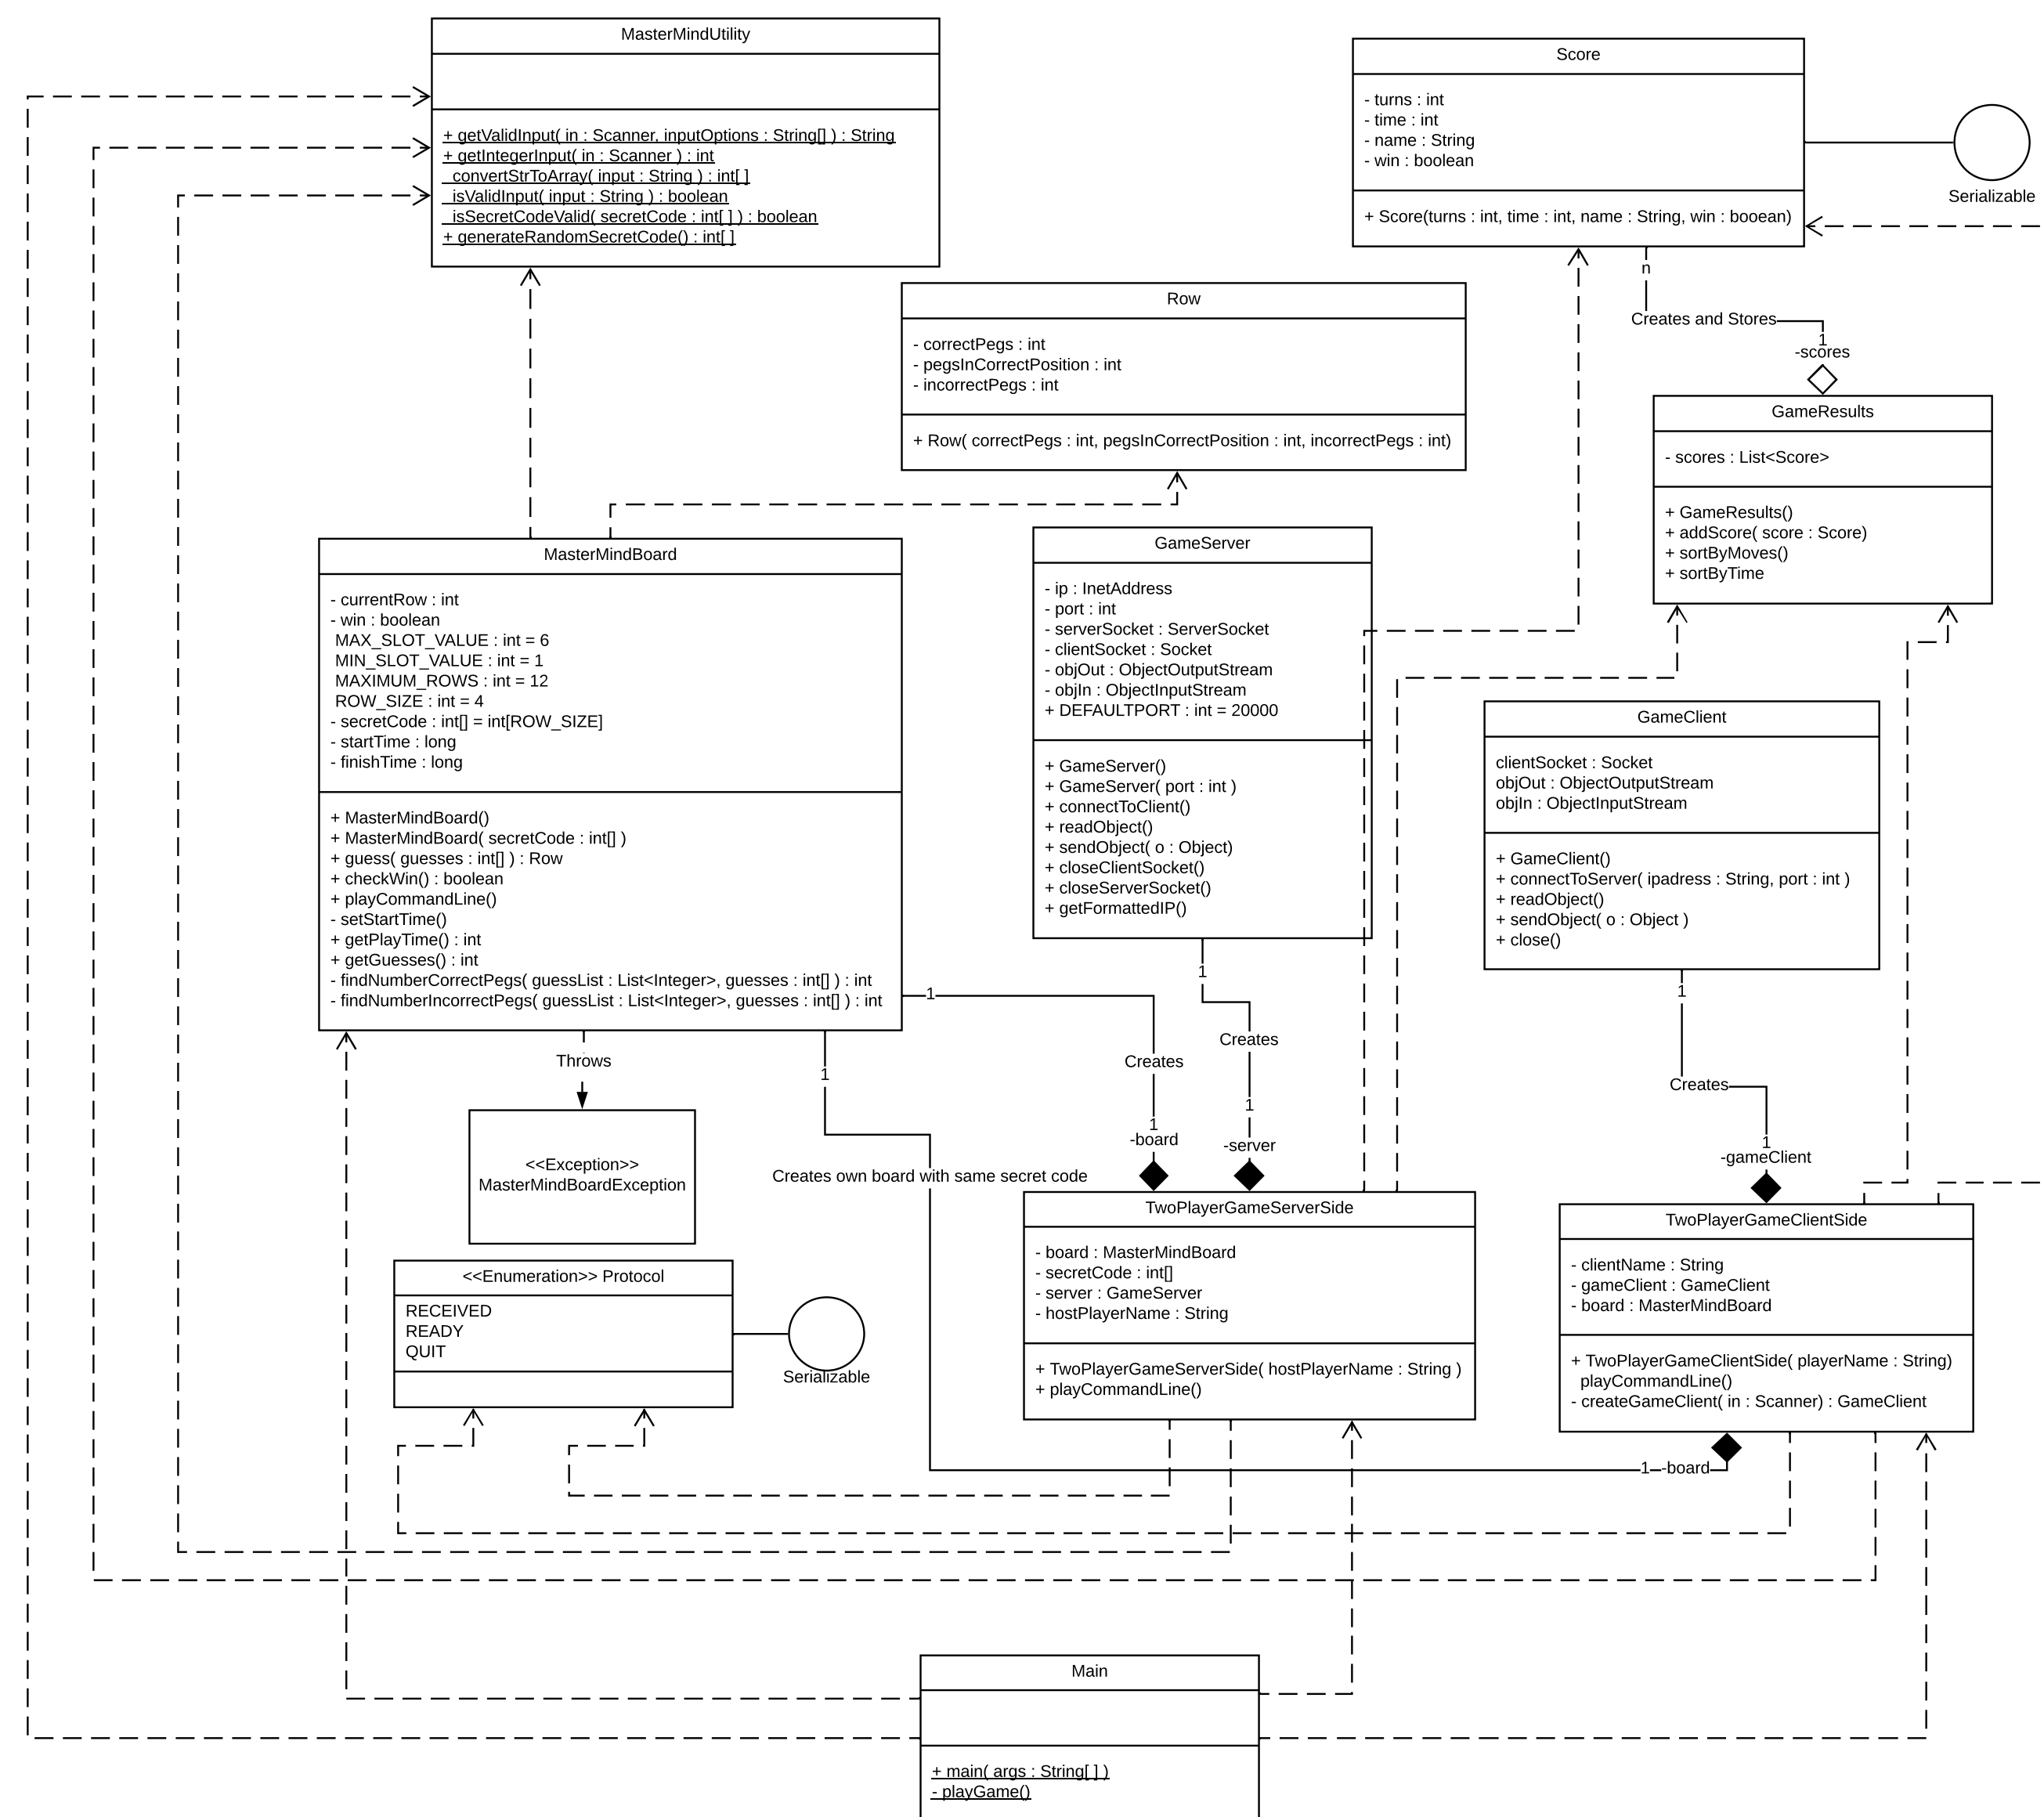 MasterMindUtility
+ getValidInput( in : Scanner, inputOptions : String[] ) : String
+ getIntegerInput( in : Scanner ) : int
convertStrToArray( input : String ) : int[ ]
isValidInput( input : String ) : boolean
isSecretCodeValid( secretCode : int[ ] ) : boolean
+ generateRandomSecretCode() : int[ ]
Score
- turns : int
- time : int
- name : String
- win : boolean
+ Score(turns : int, time : int, name : String, win : booean)
Serializable
n
Creates and Stores
1
-scores
Row
- correctPegs : int
- pegsInCorrectPosition : int
- incorrectPegs : int
+ Row( correctPegs : int, pegsInCorrectPosition : int, incorrectPegs : int)
GameResults
- scores : List<Score>
+ GameResults()
+ addScore( score : Score)
+ sortByMoves()
+ sortByTime
MasterMindBoard
- currentRow : int
- win : boolean
MAX_SLOT_VALUE : int = 6
MIN_SLOT_VALUE : int = 1
MAXIMUM_ROWS : int = 12
ROW_SIZE : int = 4
- secretCode : int[] = int[ROW_SIZE]
- startTime : long
- finishTime : long
+ MasterMindBoard()
+ MasterMindBoard( secretCode : int[] )
+ guess( guesses : int[] ) : Row
+ checkWin() : boolean
+ playCommandLine()
- setStartTime()
+ getPlayTime() : int
+ getGuesses() : int
- findNumberCorrectPegs( guessList : List<Integer>, guesses : int[] ) : int
- findNumberIncorrectPegs( guessList : List<Integer>, guesses : int[] ) : int
GameServer
- ip : InetAddress
- port : int
- serverSocket : ServerSocket
- clientSocket : Socket
- objOut : ObjectOutputStream
- objIn : ObjectInputStream
+ DEFAULTPORT : int = 20000
+ GameServer()
+ GameServer( port : int )
+ connectToClient()
+ readObject()
+ sendObject( o : Object)
+ closeClientSocket()
+ closeServerSocket()
+ getFormattedIP()
GameClient
clientSocket : Socket
objOut : ObjectOutputStream
objIn : ObjectInputStream
+ GameClient()
+ connectToServer( ipadress : String, port : int )
+ readObject()
+ sendObject( o : Object )
+ close()
1
Creates
1
-board
1
Creates
1
-server
1
Creates
1
-gameClient
Throws
1
Creates own board with same secret code
<<Exception>>
MasterMindBoardException
<<Enumeration>> Protocol
RECEIVED
READY
QUIT
Serializable
TwoPlayerGameServerSide
- board : MasterMindBoard
- secretCode : int[]
- server : GameServer
- hostPlayerName : String
+ TwoPlayerGameServerSide( hostPlayerName : String )
+ playCommandLine()
TwoPlayerGameClientSide
- clientName : String
- gameClient : GameClient
- board : MasterMindBoard
+ TwoPlayerGameClientSide( playerName : String)
playCommandLine()
- createGameClient( in : Scanner) : GameClient
1
-board
Main
+ main( args : String[ ] )
- playGame()